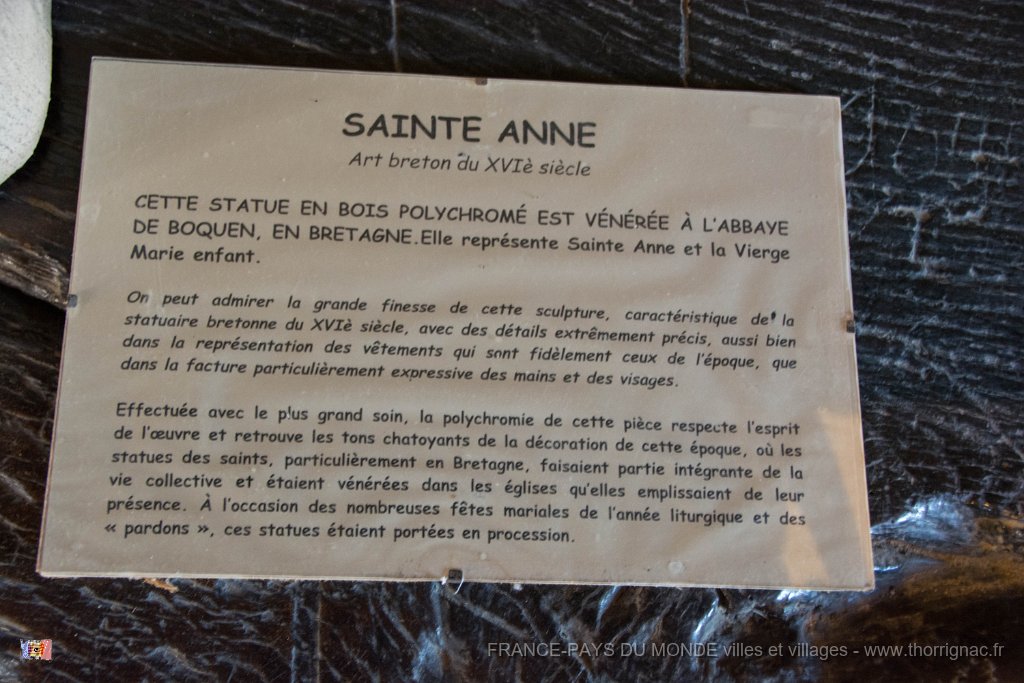 SAINTE ANNE
Art breton du XVIè siècle
CETTE STATUE EN BOIS POLYCHROMÉ EST VÉNÉRÉE À L'ABBAYE
DE BOQUEN, EN BRETAGNE.Elle représente Sainte Anne et la Vierge
Marie enfant.
On peut admirer la grande finesse de cette sculpture, caractéristique de la
statuaire bretonne du XVIè siècle, avec des détails extrêmement précis, aussi bien
dans la représentation des vêtements qui sont fidèlement ceux de l'époque, que
dans la facture particulièrement expressive des mains et des visages.
Effectuée avec le plus grand soin, la polychromie de cette pièce respecte l'esprit
de l'œuvre et retrouve les tons chatoyants de la décoration de cette époque, où les
statues des saints, particulièrement en Bretagne, faisaient partie intégrante de la
vie collective et étaient vénérées dans les églises qu'elles emplissaient de leur
présence. À l'occasion des nombreuses fêtes mariales de l'année liturgique et des
« pardons », ces statues étaient portées en procession.
FRANCE-PAYS DU MONDE villes et villages - www.thorrignac.fr